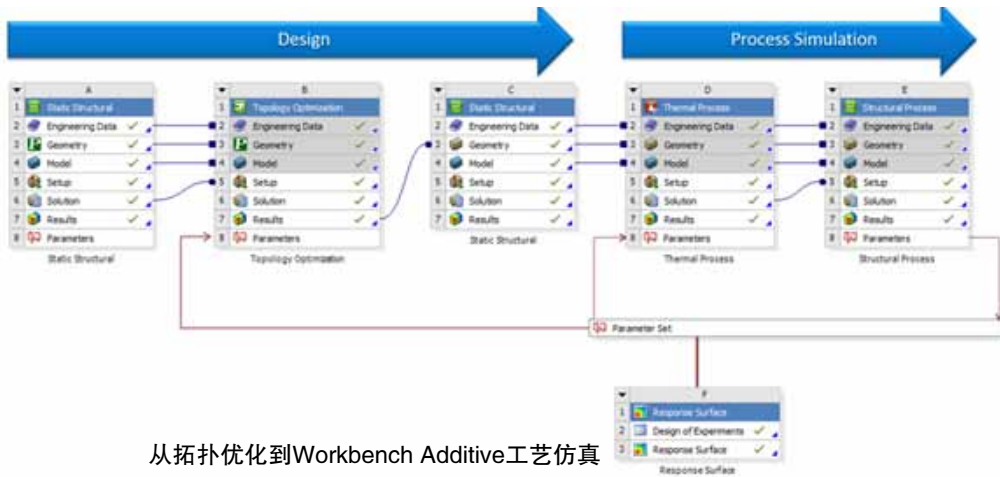 Design
Process Simulation
A
1 Static Structural
2 Engineering Data
3 Geometry
4 Model
5 Setup
6 Solution
7 Results
8 Parameters
Static Structural
B
1 Topology Optimization
2 Engineering Data
3 Geometry
4 Model
5 Setup
6 Solution
7 Results
8 Parameters
Topology Optimization
C
1 Static Structural
2 Engineering Data
3 Geometry
4 Model
5 Setup
6 Solution
7 Results
Static Structural
D
1 Thermal Process
2 Engineering Data
3 Geometry
4 Model
5 Setup
6 Solution
7 Results
8 Parameters
Thermal Process
E
1 Structural Process
2 Engineering Data
3 Geometry
4 Model
5 Setup
6 Solution
7 Results
8 Parameters
Structural Process
Parameter Set
F
1 Response Surface
2 Design of Experiments
3 Response Surface
Response Surface
从拓扑优化到Workbench Additive工艺仿真